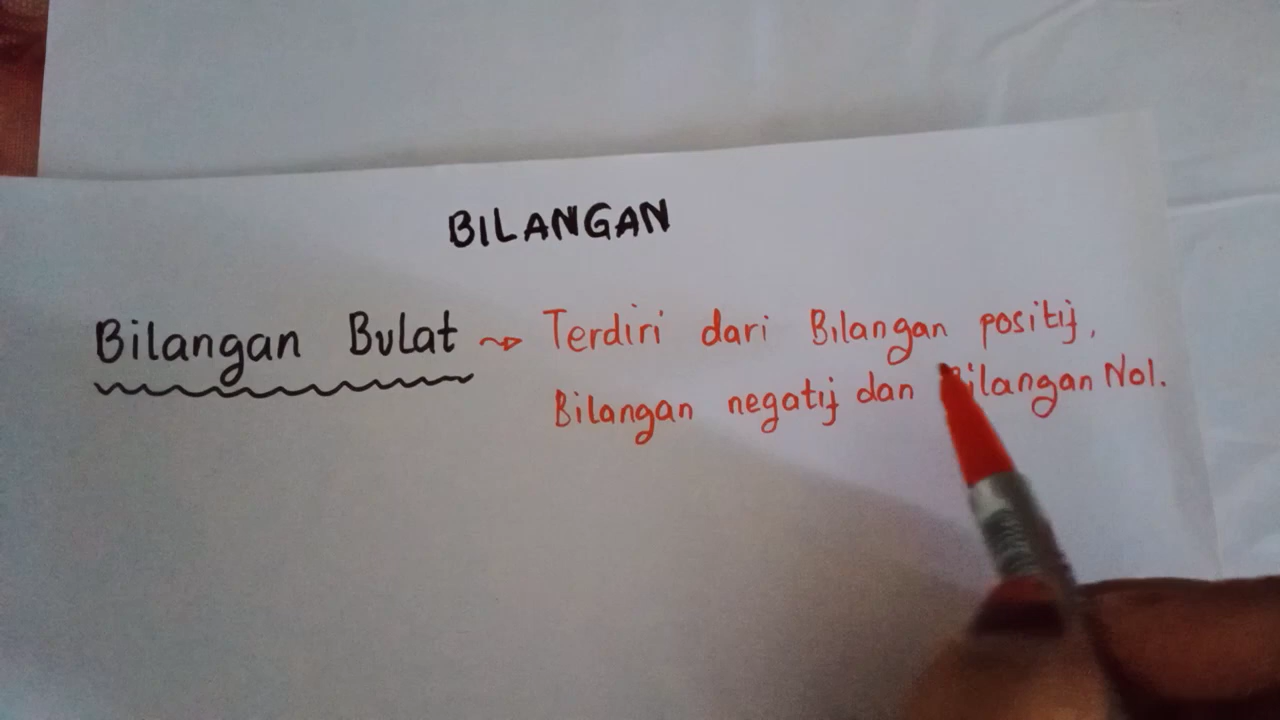 BILANGAN
Bilangan Bulat ⤳ Terdiri dari Bilangan positif,
Bilangan negatif dan Bilangan Nol.